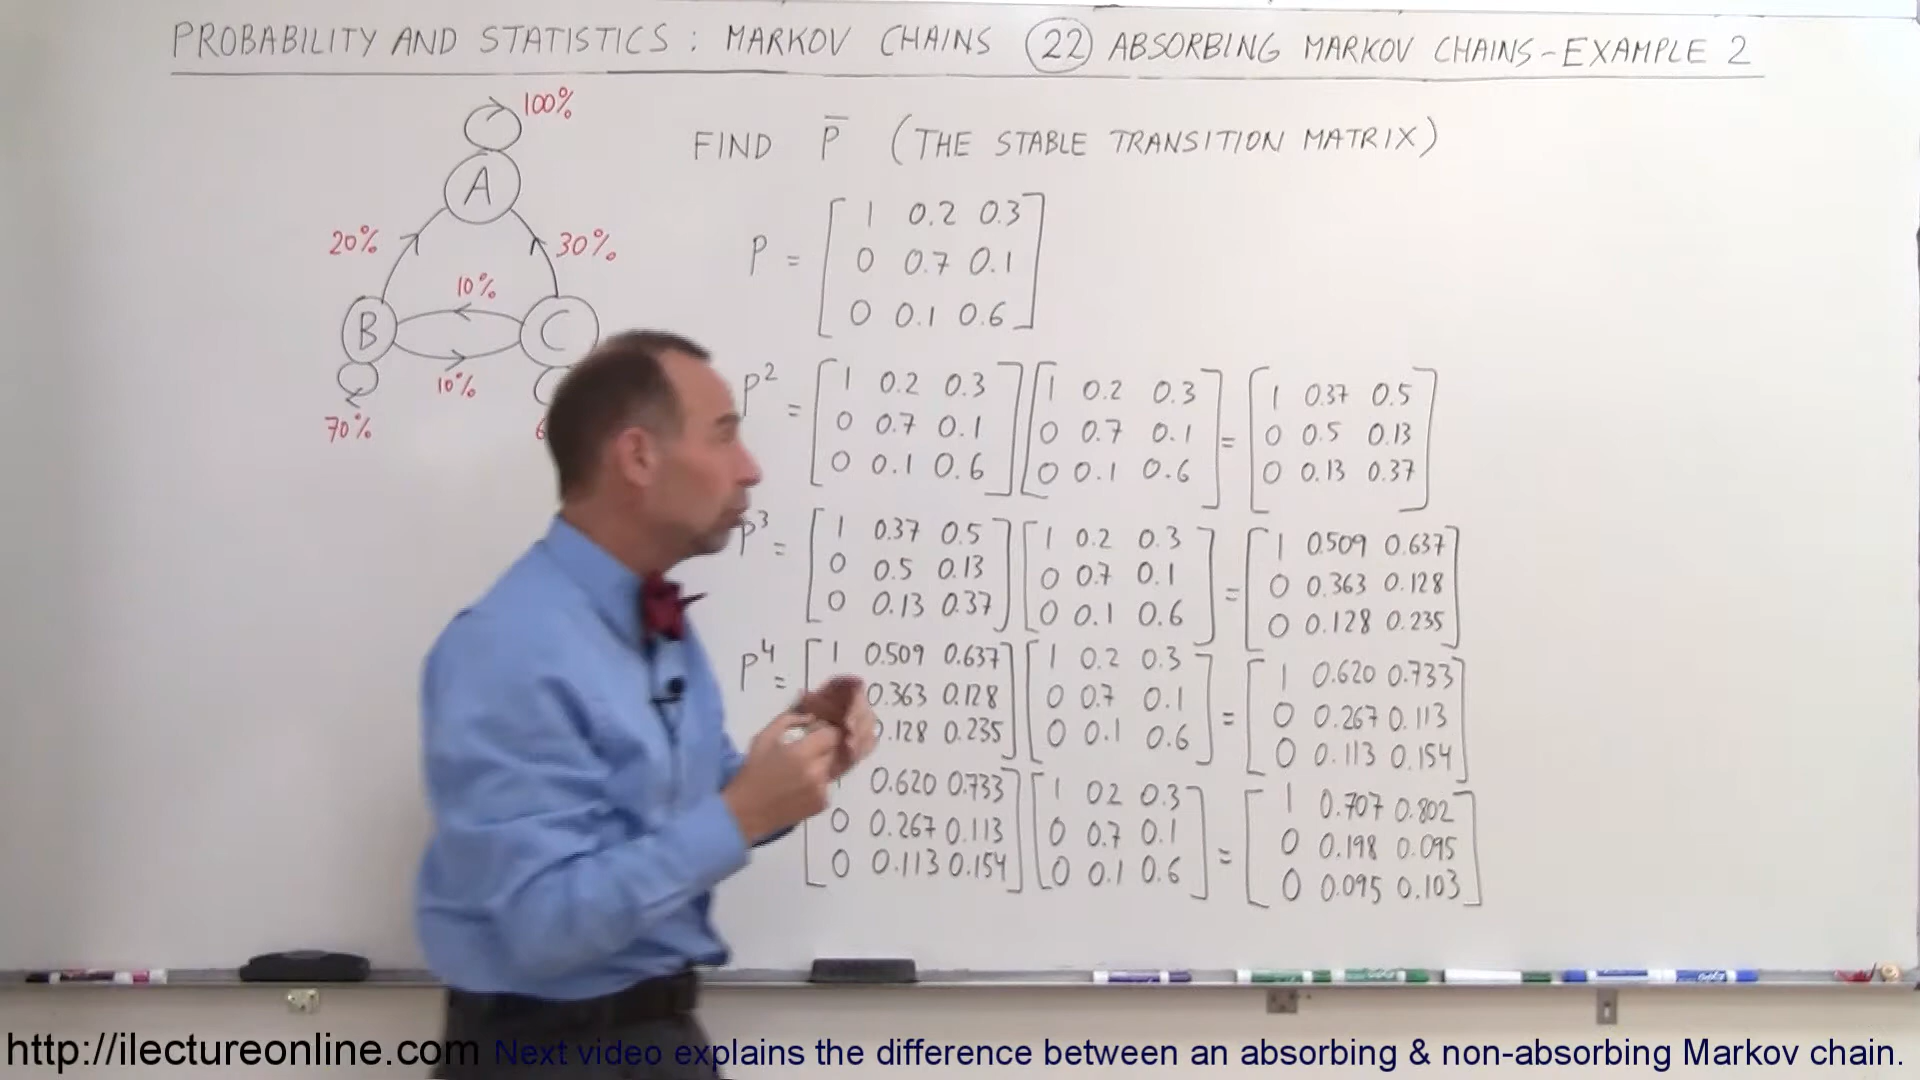 PROBABILITY AND STATISTICS: MARKOV CHAINS 22 ABSORBING MARKOV CHAINS - EXAMPLE 2
100%
A
20%
30%
10%
B
C
10%
70%
6
FIND P̅ (THE STABLE TRANSITION MATRIX)
P = [ 1 0.2 0.3
0 0.7 0.1
0 0.1 0.6 ]
P² = [ 1 0.2 0.3 ] [ 1 0.2 0.3 ] = [ 1 0.37 0.5 ]
0 0.7 0.1 0 0.7 0.1 0 0.5 0.13
0 0.1 0.6 0 0.1 0.6 0 0.13 0.37
P³ = [ 1 0.37 0.5 ] [ 1 0.2 0.3 ] = [ 1 0.509 0.637 ]
0 0.5 0.13 0 0.7 0.1 0 0.363 0.128
0 0.13 0.37 0 0.1 0.6 0 0.128 0.235
P⁴ = [ 1 0.509 0.637 ] [ 1 0.2 0.3 ] = [ 1 0.620 0.733 ]
0.363 0.128 0 0.7 0.1 0 0.267 0.113
0.128 0.235 0 0.1 0.6 0 0.113 0.154
1 0.620 0.733 ] [ 1 02 0.3 ] = [ 1 0.707 0.802 ]
0 0.267 0.113 0 0.7 0.1 0 0.198 0.095
0 0.113 0.154 0 0.1 0.6 0 0.095 0.103
http://ilectureonline.com Next video explains the difference between an absorbing & non-absorbing Markov chain.